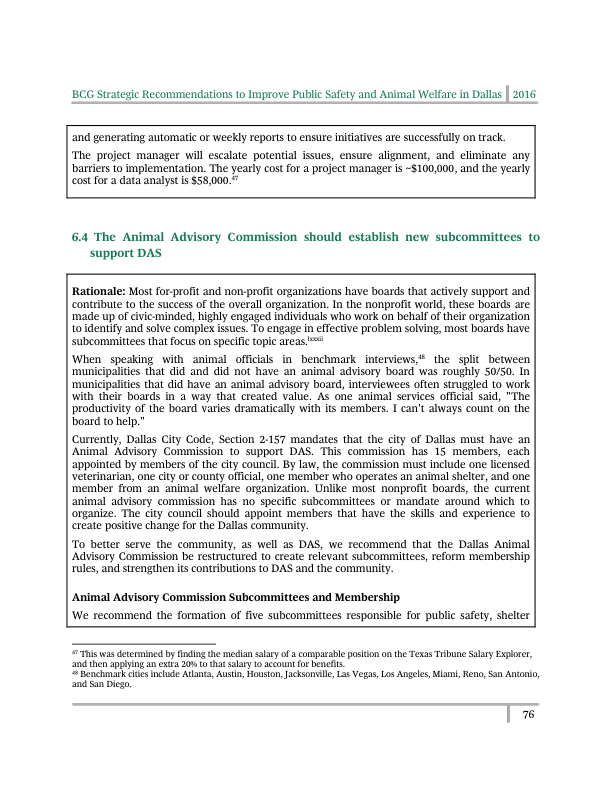 BCG Strategic Recommendations to Improve Public Safety and Animal Welfare in Dallas 2016
and generating automatic or weekly reports to ensure initiatives are successfully on track.
The project manager will escalate potential issues, ensure alignment, and eliminate any
barriers to implementation. The yearly cost for a project manager is ~$100,000, and the yearly
cost for a data analyst is $58,000.47
6.4 The Animal Advisory Commission should establish new subcommittees to
support DAS
Rationale: Most for-profit and non-profit organizations have boards that actively support and
contribute to the success of the overall organization. In the nonprofit world, these boards are
made up of civic-minded, highly engaged individuals who work on behalf of their organization
to identify and solve complex issues. To engage in effective problem solving, most boards have
subcommittees that focus on specific topic areas.lxxxii
When speaking with animal officials in benchmark interviews,48 the split between
municipalities that did and did not have an animal advisory board was roughly 50/50. In
municipalities that did have an animal advisory board, interviewees often struggled to work
with their boards in a way that created value. As one animal services official said, "The
productivity of the board varies dramatically with its members. I can't always count on the
board to help."
Currently, Dallas City Code, Section 2-157 mandates that the city of Dallas must have an
Animal Advisory Commission to support DAS. This commission has 15 members, each
appointed by members of the city council. By law, the commission must include one licensed
veterinarian, one city or county official, one member who operates an animal shelter, and one
member from an animal welfare organization. Unlike most nonprofit boards, the current
animal advisory commission has no specific subcommittees or mandate around which to
organize. The city council should appoint members that have the skills and experience to
create positive change for the Dallas community.
To better serve the community, as well as DAS, we recommend that the Dallas Animal
Advisory Commission be restructured to create relevant subcommittees, reform membership
rules, and strengthen its contributions to DAS and the community.
Animal Advisory Commission Subcommittees and Membership
We recommend the formation of five subcommittees responsible for public safety, shelter
47 This was determined by finding the median salary of a comparable position on the Texas Tribune Salary Explorer,
and then applying an extra 20% to that salary to account for benefits.
48 Benchmark cities include Atlanta, Austin, Houston, Jacksonville, Las Vegas, Los Angeles, Miami, Reno, San Antonio,
and San Diego.
76